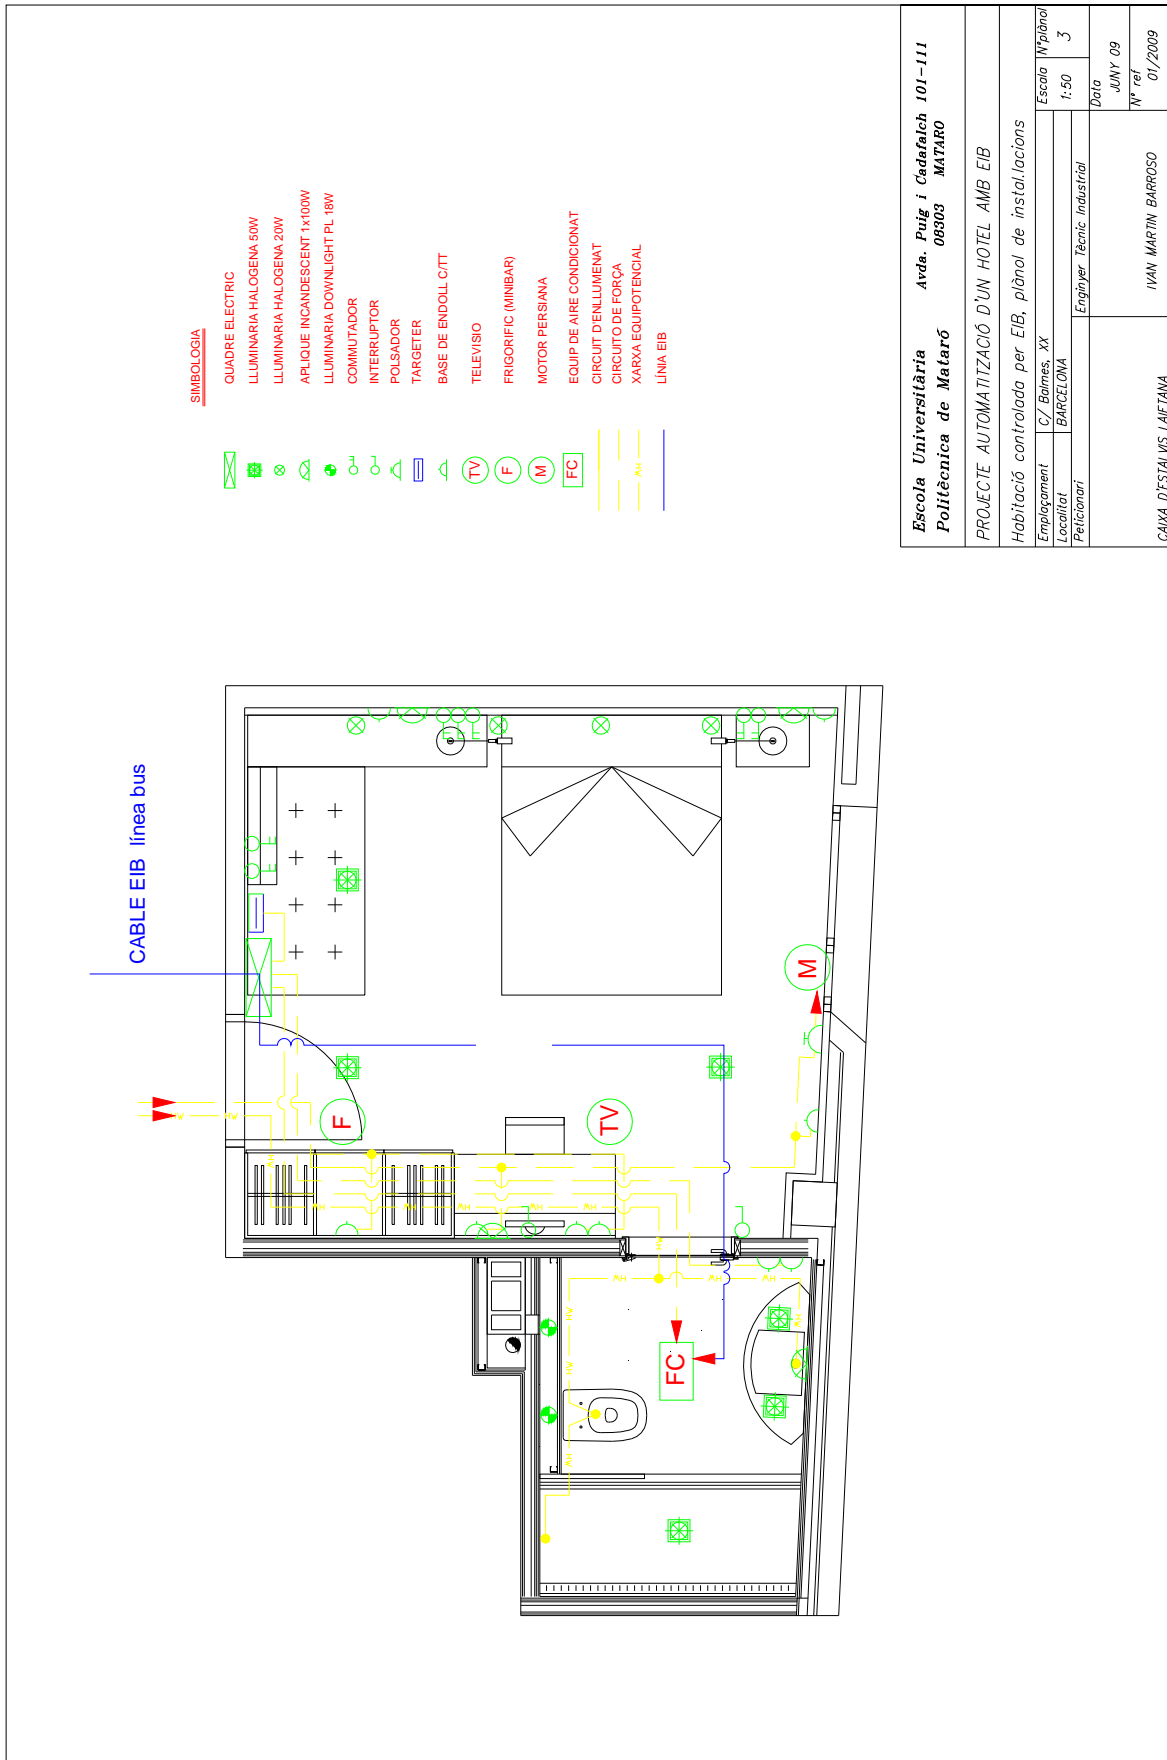 SIMBOLOGIA
QUADRE ELECTRIC
LLUMINARIA HALOGENA 50W
LLUMINARIA HALOGENA 20W
APLIQUE INCANDESCENT 1x100W
LLUMINARIA DOWNLIGHT PL 18W
COMMUTADOR
INTERRUPTOR
POLSADOR
TARGETER
BASE DE ENDOLL C/TT
TV TELEVISIO
F FRIGORIFIC (MINIBAR)
M MOTOR PERSIANA
FC EQUIP DE AIRE CONDICIONAT
CIRCUIT D'ENLLUMENAT
CIRCUITO DE FORÇA
XARXA EQUIPOTENCIAL
LÍNIA EIB
CABLE EIB línea bus
F
TV
M
FC
Escola Universitària Avda. Puig i Cadafalch 101-111
Politècnica de Mataró 08303 MATARO
PROJECTE AUTOMATITZACIÓ D'UN HOTEL AMB EIB
Habitació controlada per EIB, plànol de instal.lacions
Emplaçament C/ Balmes, XX
Localitat BARCELONA
Escala 1:50
Nºplànol 3
Peticionari
CAIXA D'ESTALVIS LAIETANA
Enginyer Tècnic Industrial
IVAN MARTIN BARROSO
Data
JUNY 09
Nº ref
01/2009